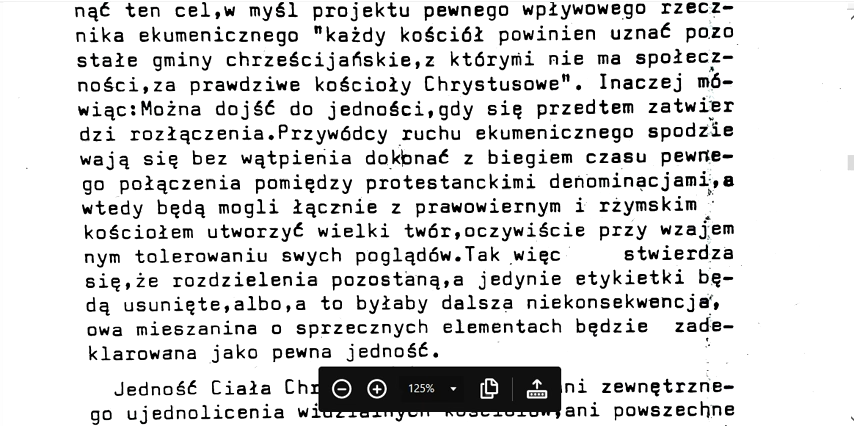 nąć ten cel,w myśl projektu pewnego wpływowego rzecz-
nika ekumenicznego "każdy kościół powinien uznać pozo
stałe gminy chrześcijańskie,z którymi nie ma społecz-
ności,za prawdziwe kościoły Chrystusowe". Inaczej mó-
wiąc:Można dojść do jedności,gdy się przedtem zatwier
dzi rozłączenia.Przywódcy ruchu ekumenicznego spodzie
wają się bez wątpienia dokonać z biegiem czasu pewne-
go połączenia pomiędzy protestanckimi denominacjami,a
wtedy będą mogli łącznie z prawowiernym i rzymskim
kościołem utworzyć wielki twór,oczywiście przy wzajem
nym tolerowaniu swych poglądów.Tak więc stwierdza
się,że rozdzielenia pozostaną,a jedynie etykietki bę-
dą usunięte,albo,a to byłaby dalsza niekonsekwencja,
owa mieszanina o sprzecznych elementach będzie zade-
klarowana jako pewna jedność.
Jedność Ciała Chr ani zewnętrzne-
125%
go ujednolicenia widzialnych kościołów,ani powszechne